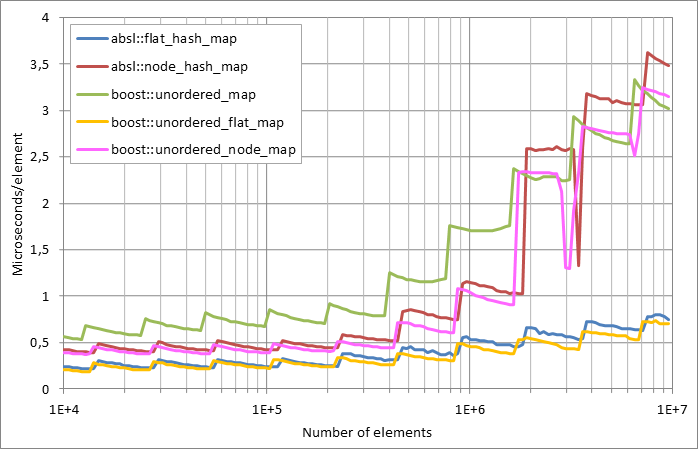 4
3,5
3
2,5
2
1,5
1
0,5
0
Microseconds/element
absl::flat_hash_map
absl::node_hash_map
boost::unordered_map
boost::unordered_flat_map
boost::unordered_node_map
1E+4
1E+5
1E+6
1E+7
Number of elements